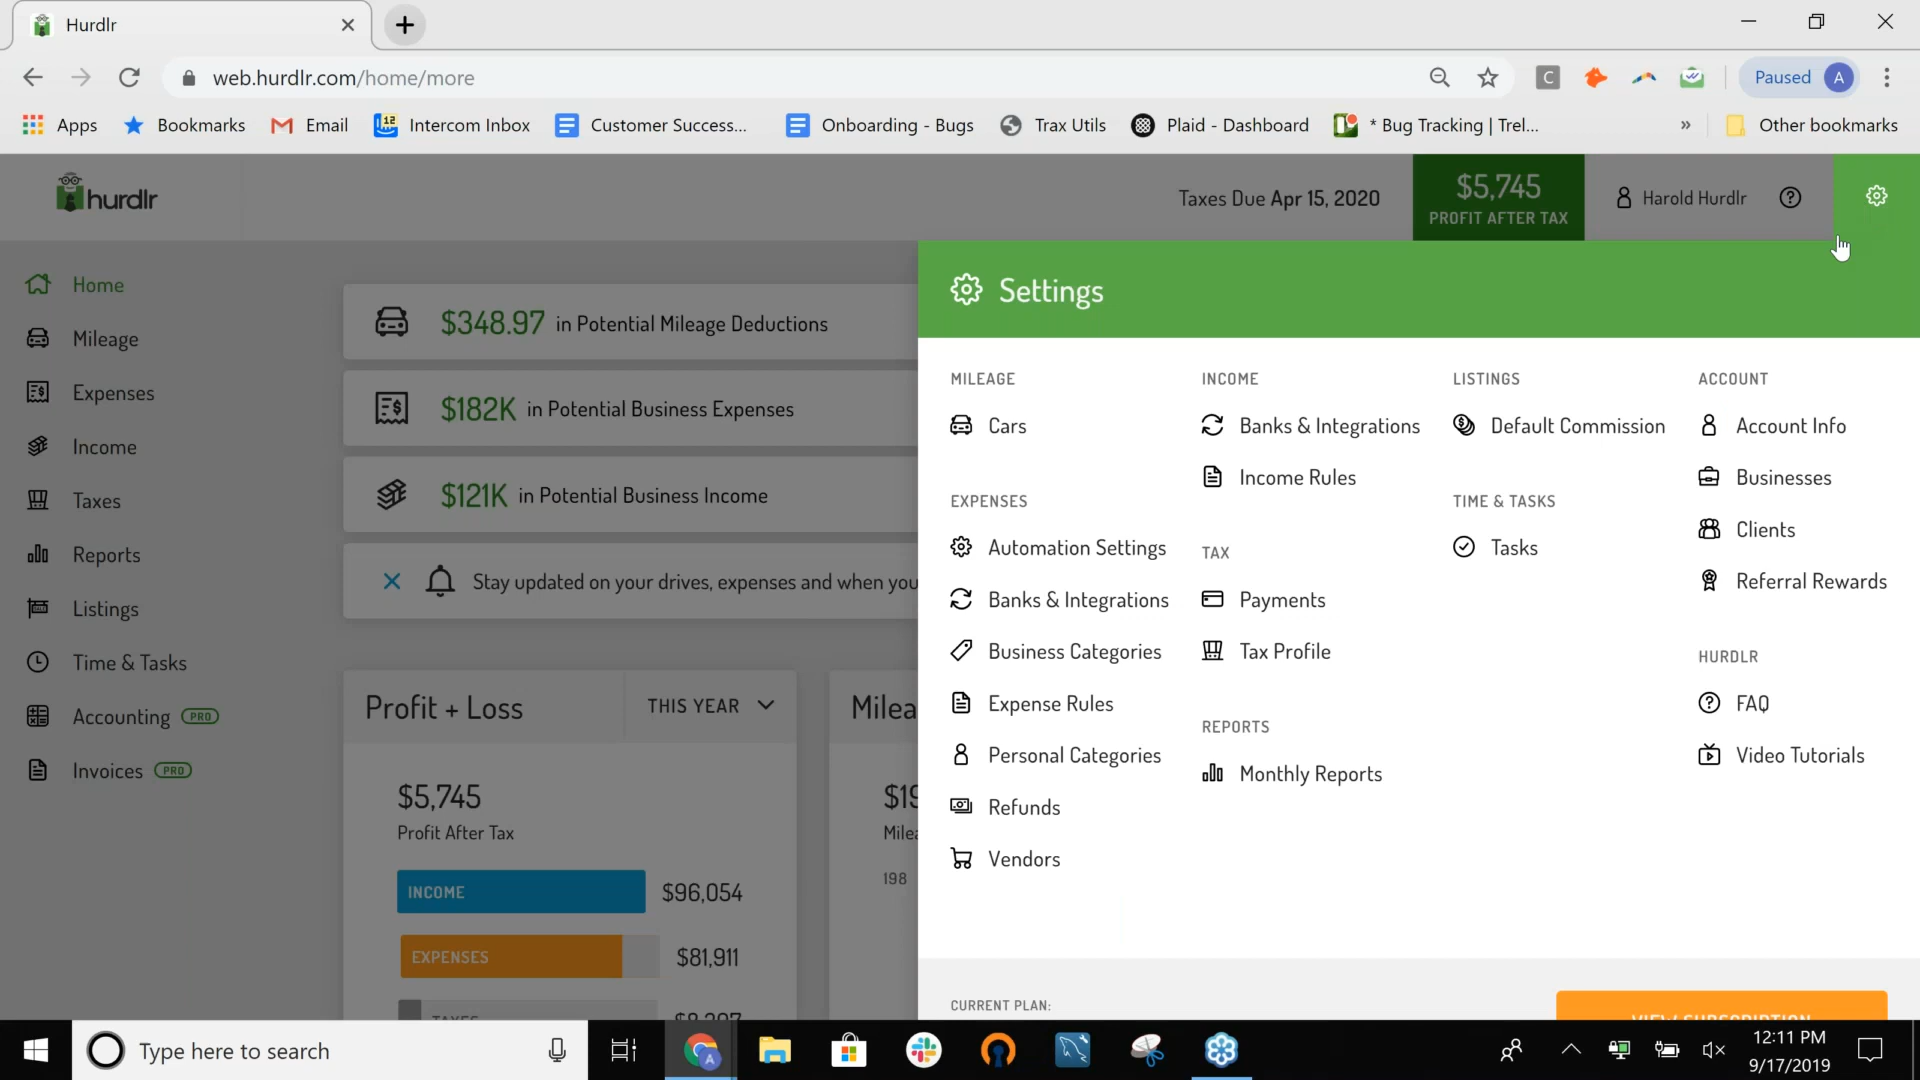 Hurdlr
web.hurdlr.com/home/more
C
Paused A
Apps Bookmarks Email 12 Intercom Inbox Customer Success... Onboarding - Bugs Trax Utils Plaid - Dashboard * Bug Tracking | Trel... » Other bookmarks
hurdlr
Taxes Due Apr 15, 2020
$5,745
PROFIT AFTER TAX
Harold Hurdlr
Home
Mileage
Expenses
Income
Taxes
Reports
Listings
Time & Tasks
Accounting PRO
Invoices PRO
$348.97 in Potential Mileage Deductions
$182K in Potential Business Expenses
$121K in Potential Business Income
Stay updated on your drives, expenses and when you
Profit + Loss
THIS YEAR
$5,745
Profit After Tax
INCOME $96,054
EXPENSES $81,911
TAXES
Milea
$19
Milea
198
Settings
MILEAGE
Cars
EXPENSES
Automation Settings
Banks & Integrations
Business Categories
Expense Rules
Personal Categories
Refunds
Vendors
INCOME
Banks & Integrations
Income Rules
TAX
Payments
Tax Profile
REPORTS
Monthly Reports
LISTINGS
Default Commission
TIME & TASKS
Tasks
ACCOUNT
Account Info
Businesses
Clients
Referral Rewards
HURDLR
FAQ
Video Tutorials
CURRENT PLAN:
VIEW SUBSCRIPTION
Type here to search
A
12:11 PM
9/17/2019